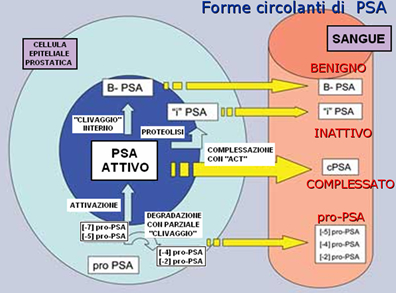 Forme circolanti di PSA
CELLULA
EPITELIALE
PROSTATICA
SANGUE
BENIGNO
B- PSA
B- PSA
"i" PSA
"i" PSA
"CLIVAGGIO"
INTERNO
PROTEOLISI
INATTIVO
PSA
ATTIVO
COMPLESSAZIONE
CON "ACT"
cPSA
COMPLESSATO
ATTIVAZIONE
DEGRADAZIONE
CON PARZIALE
"CLIVAGGIO"
pro-PSA
[-7] pro-PSA
[-5] pro-PSA
[-4] pro-PSA
[-2] pro-PSA
pro PSA
[-5] pro-PSA
[-4] pro-PSA
[-2] pro-PSA